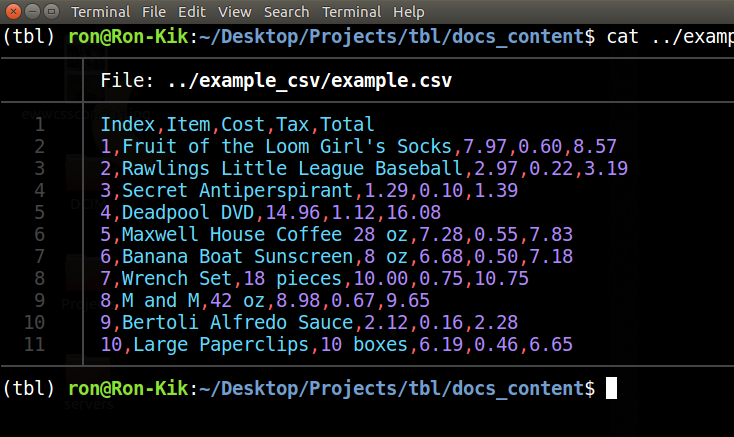 Terminal File Edit View Search Terminal Help
(tbl) ron@Ron-Kik:~/Desktop/Projects/tbl/docs_content$ cat ../examp
File: ../example_csv/example.csv
1 Index,Item,Cost,Tax,Total
2 1,Fruit of the Loom Girl's Socks,7.97,0.60,8.57
3 2,Rawlings Little League Baseball,2.97,0.22,3.19
4 3,Secret Antiperspirant,1.29,0.10,1.39
5 4,Deadpool DVD,14.96,1.12,16.08
6 5,Maxwell House Coffee 28 oz,7.28,0.55,7.83
7 6,Banana Boat Sunscreen,8 oz,6.68,0.50,7.18
8 7,Wrench Set,18 pieces,10.00,0.75,10.75
9 8,M and M,42 oz,8.98,0.67,9.65
10 9,Bertoli Alfredo Sauce,2.12,0.16,2.28
11 10,Large Paperclips,10 boxes,6.19,0.46,6.65
(tbl) ron@Ron-Kik:~/Desktop/Projects/tbl/docs_content$
servers